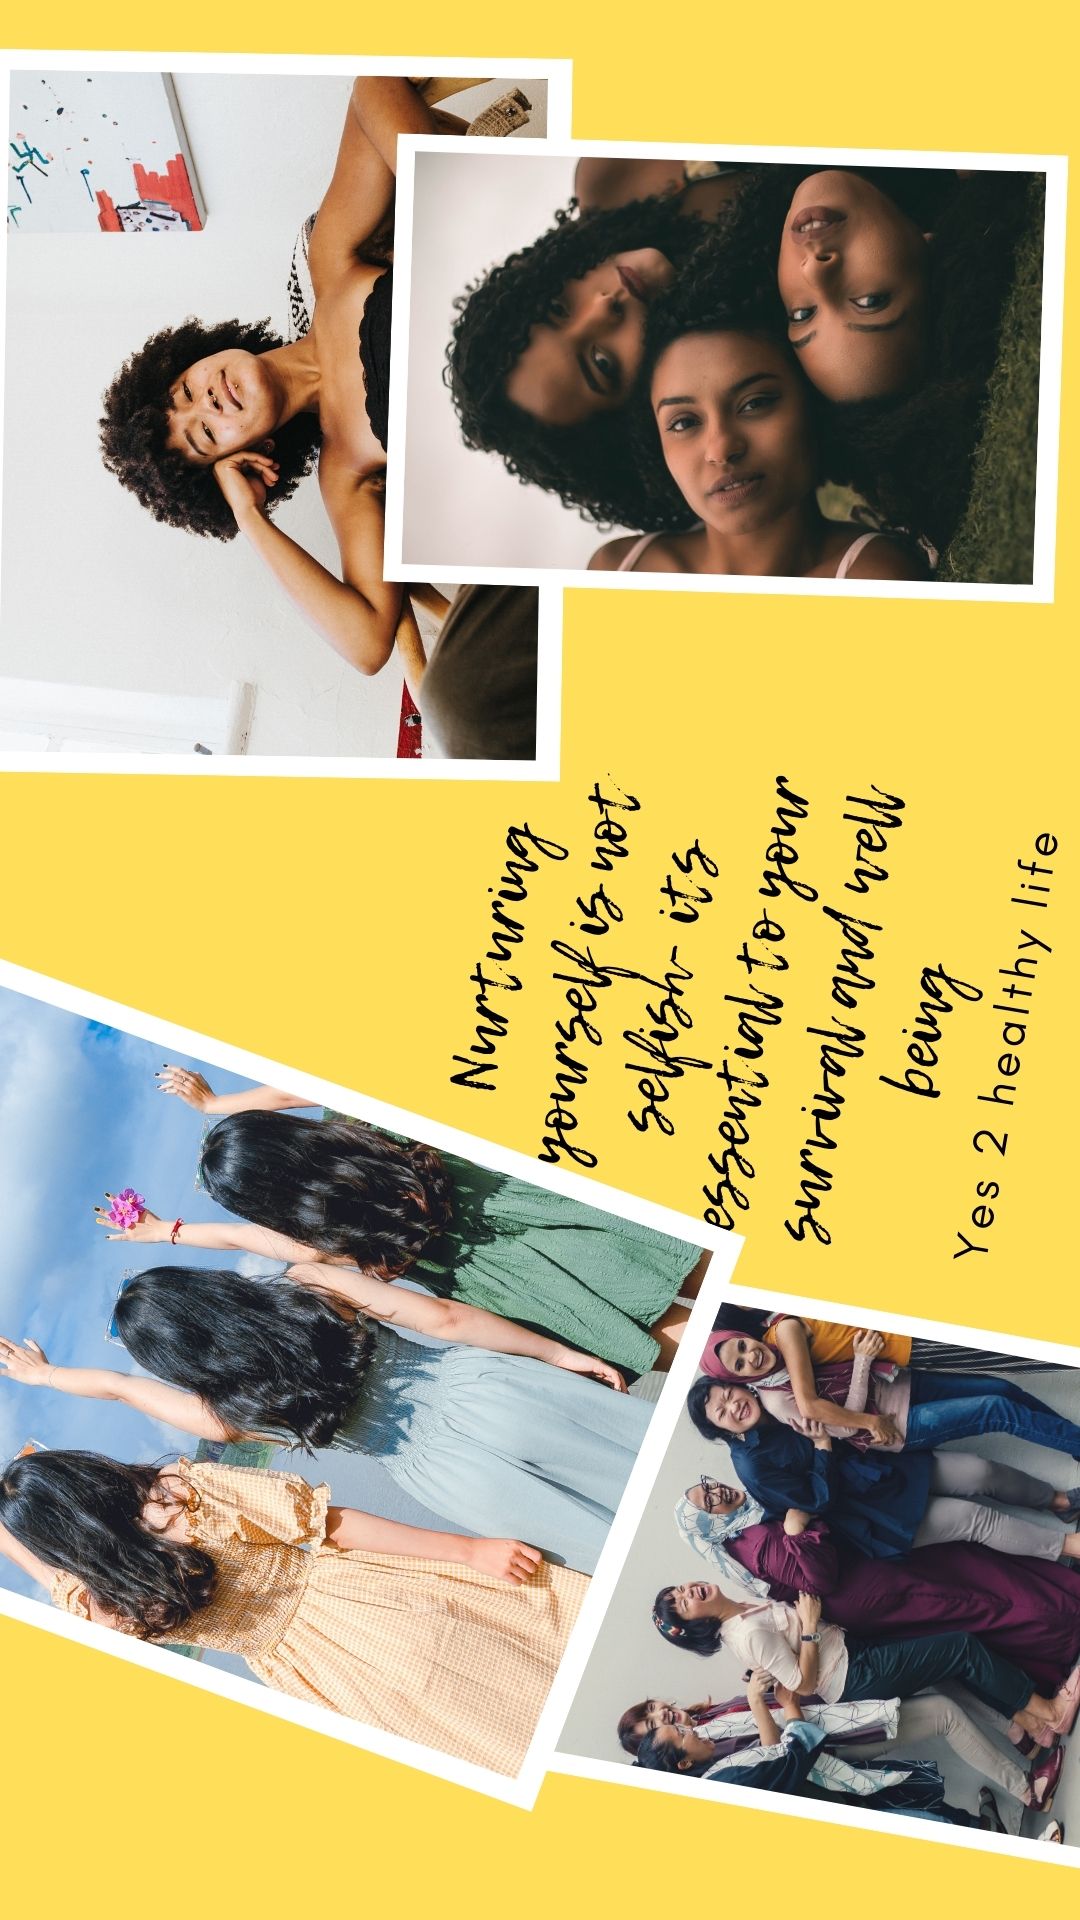 Nurturing
yourself is not
selfish- its
essential to your
survival and well
being
Yes 2 healthy life